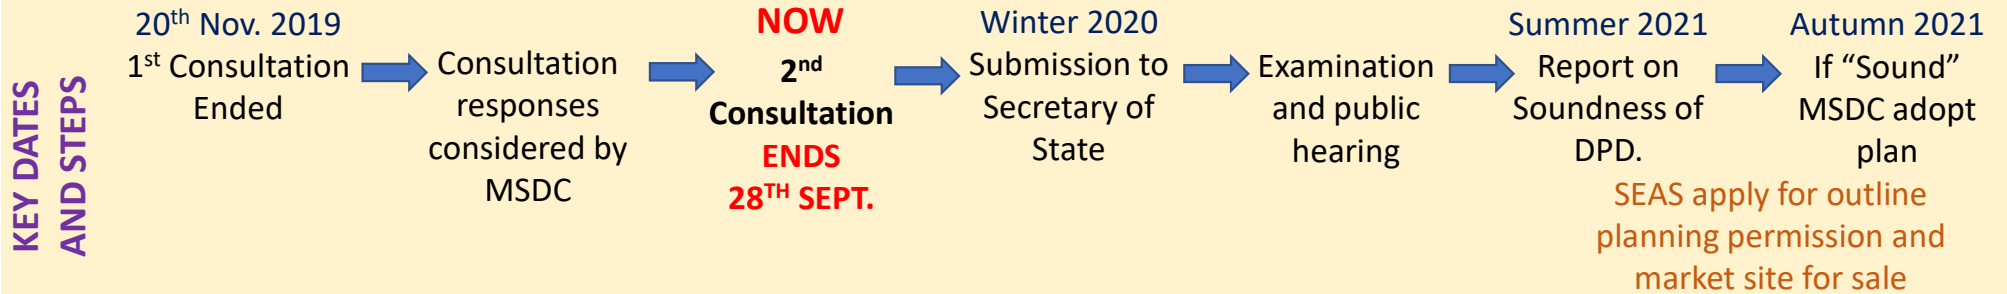 KEY DATES
AND STEPS
20th Nov. 2019
1st Consultation
Ended
Consultation
responses
considered by
MSDC
NOW
2nd
Consultation
ENDS
28TH SEPT.
Winter 2020
Submission to
Secretary of
State
Examination
and public
hearing
Summer 2021
Report on
Soundness of
DPD.
Autumn 2021
If “Sound”
MSDC adopt
plan
SEAS apply for outline
planning permission and
market site for sale